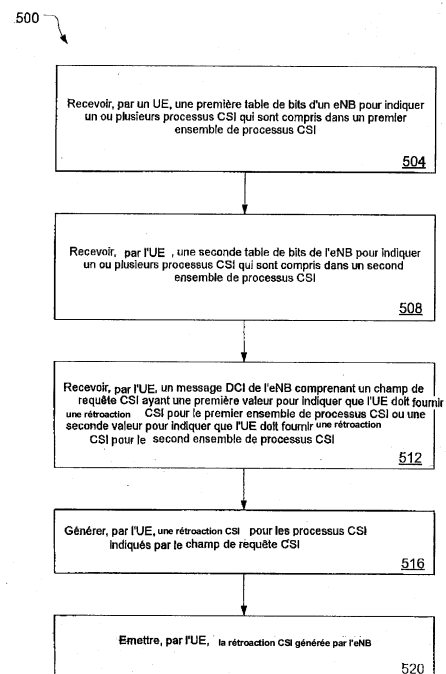 500
Recevoir, par un UE, une première table de bits d'un eNB pour indiquer
un ou plusieurs processus CSI qui sont compris dans un premier
ensemble de processus CSI
504
Recevoir, par l'UE , une seconde table de bits de l'eNB pour indiquer
un ou plusieurs processus CSI qui sont compris dans un second
ensemble de processus CSI
508
Recevoir, par l'UE, un message DCI de l'eNB comprenant un champ de
requête CSI ayant une première valeur pour indiquer que l'UE doit fournir
une rétroaction CSI pour le premier ensemble de processus CSI ou une
seconde valeur pour indiquer que l'UE doit fournir une rétroaction
CSI pour le second ensemble de processus CSI
512
Générer, par l'UE, une rétroaction CSI pour les processus CSI
indiqués par le champ de requête CSI
516
Emettre, par l'UE, la rétroaction CSI générée par l'eNB
520